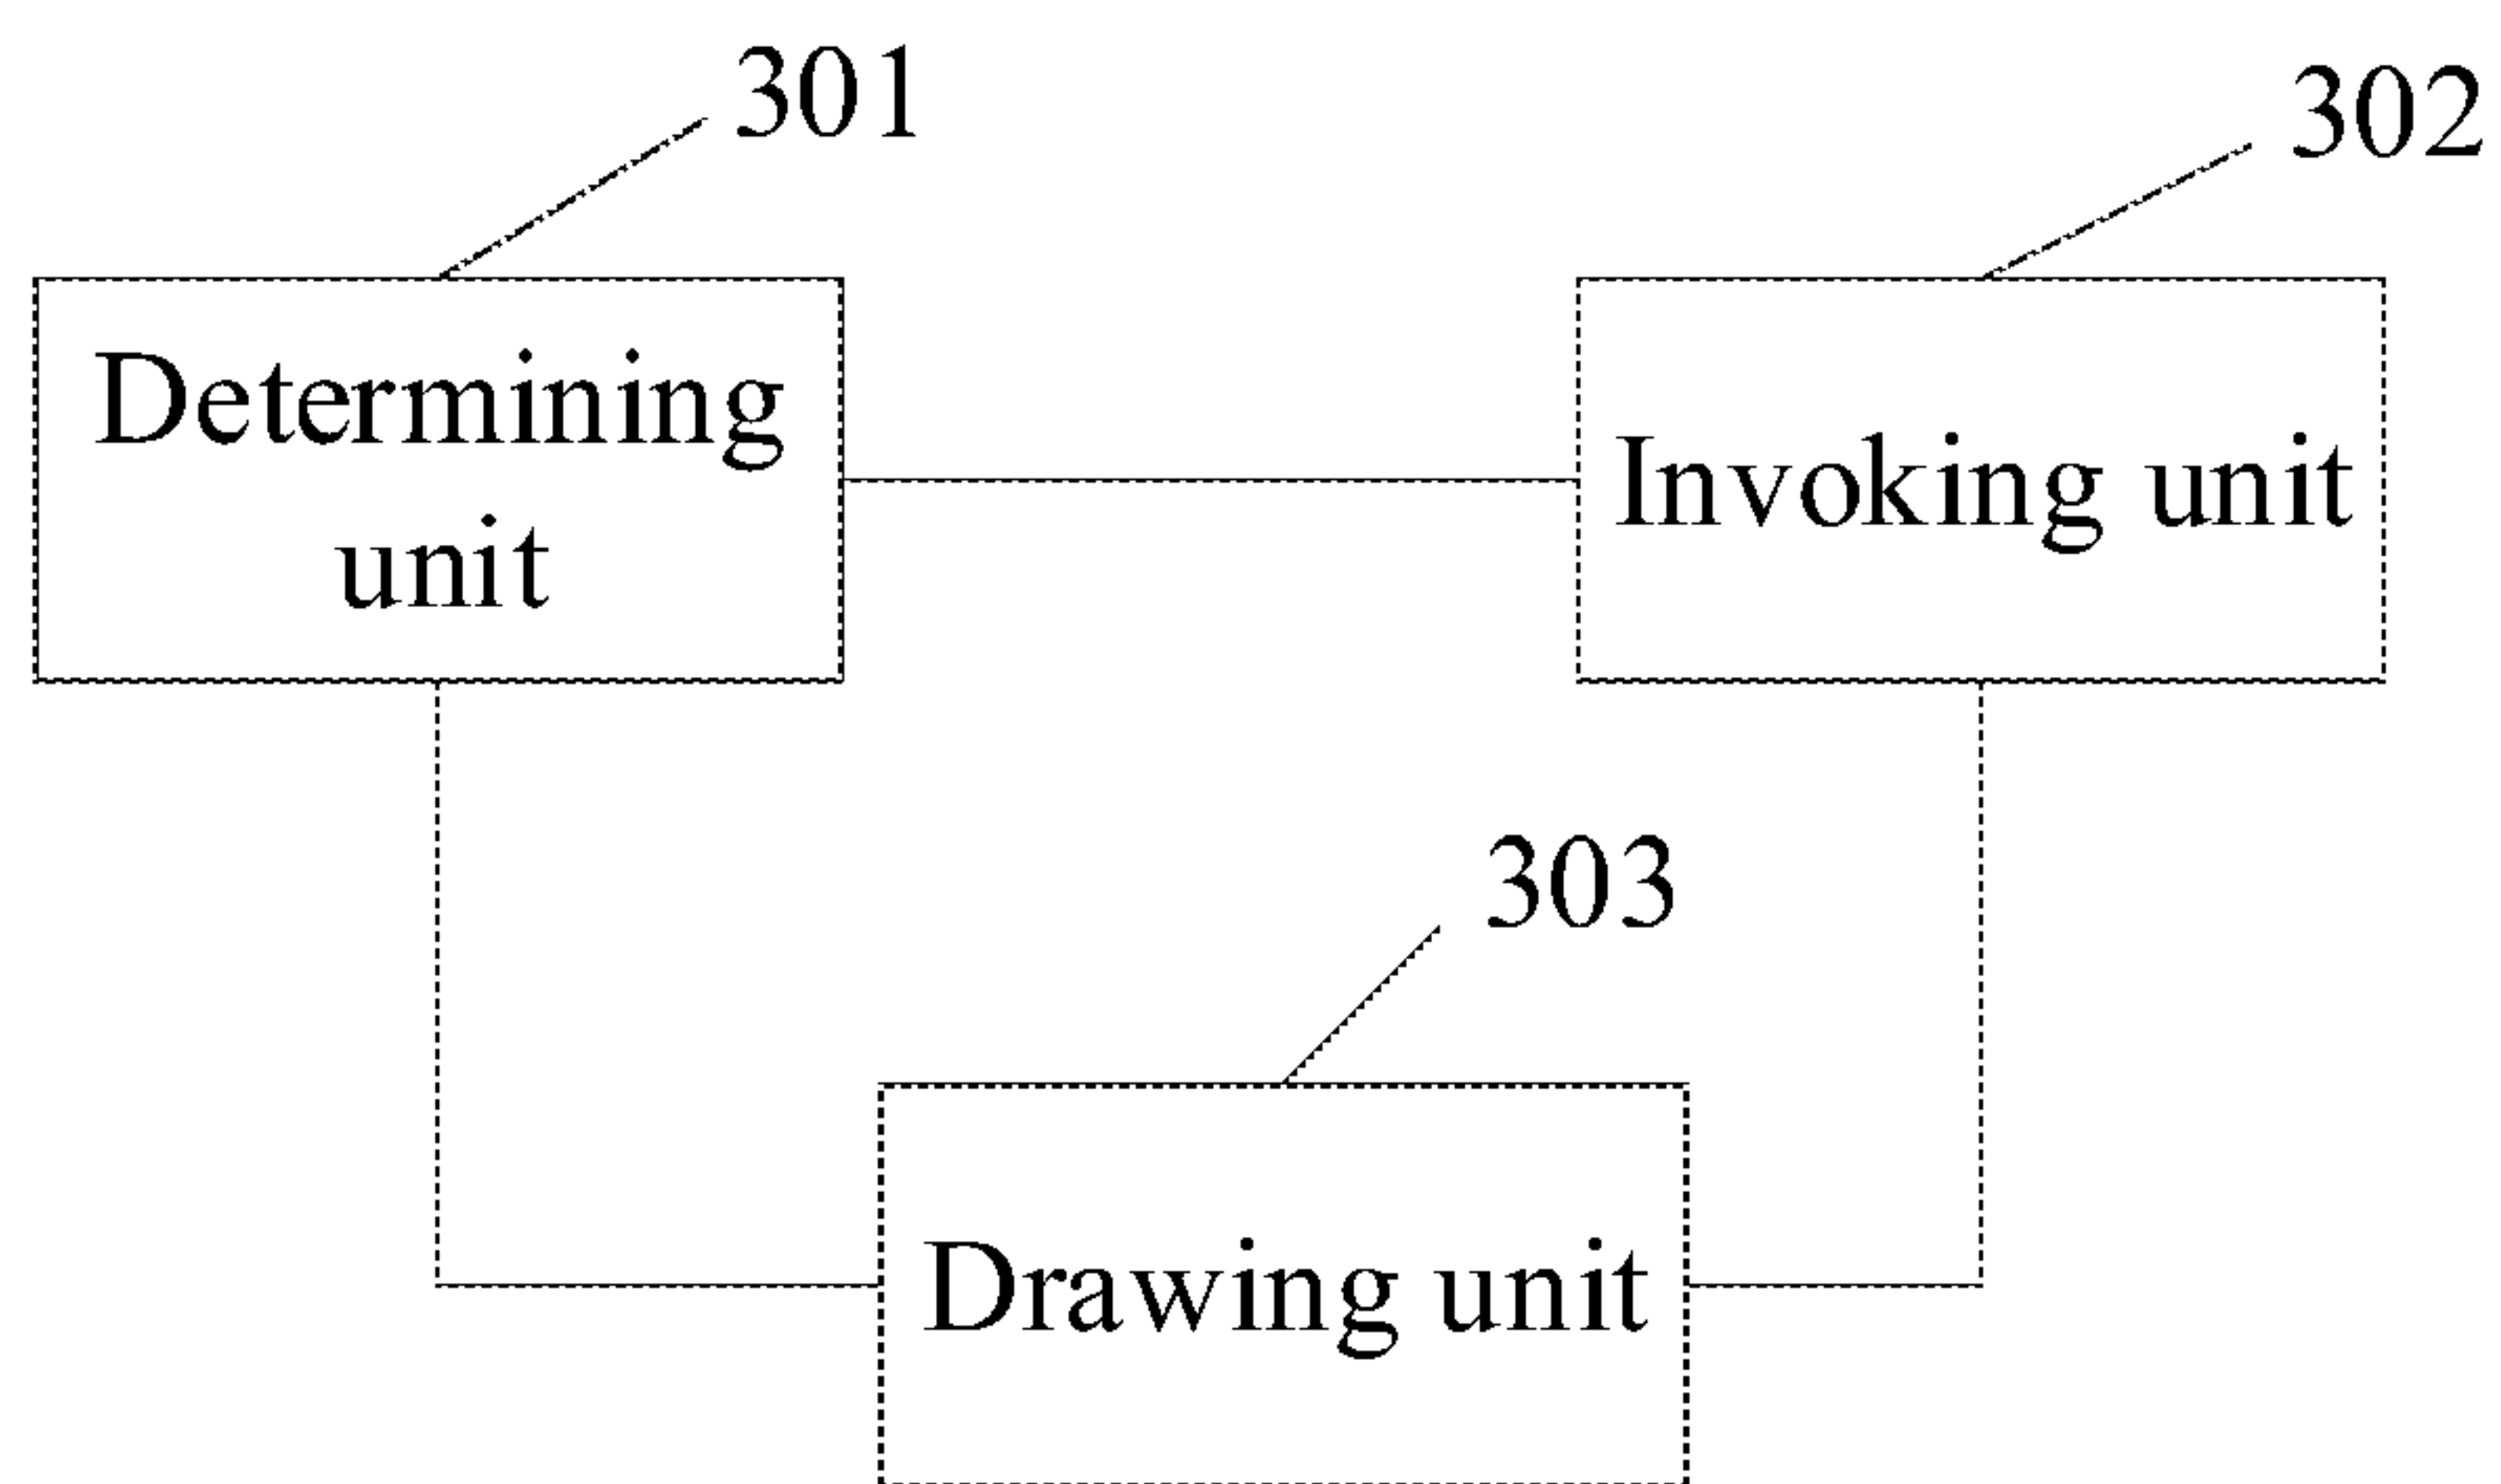 301
302
Determining
unit
Invoking unit
303
Drawing unit